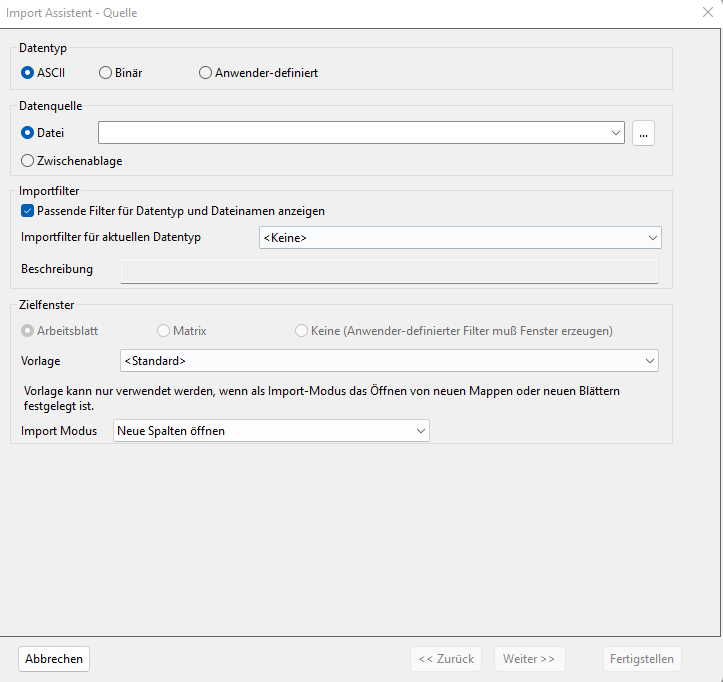 Import Assistent - Quelle
Datentyp
ASCII Binär Anwender-definiert
Datenquelle
Datei ...
Zwischenablage
Importfilter
Passende Filter für Datentyp und Dateinamen anzeigen
Importfilter für aktuellen Datentyp <Keine>
Beschreibung
Zielfenster
Arbeitsblatt Matrix Keine (Anwender-definierter Filter muß Fenster erzeugen)
Vorlage <Standard>
Vorlage kann nur verwendet werden, wenn als Import-Modus das Öffnen von neuen Mappen oder neuen Blättern
festgelegt ist.
Import Modus Neue Spalten öffnen
Abbrechen << Zurück Weiter >> Fertigstellen